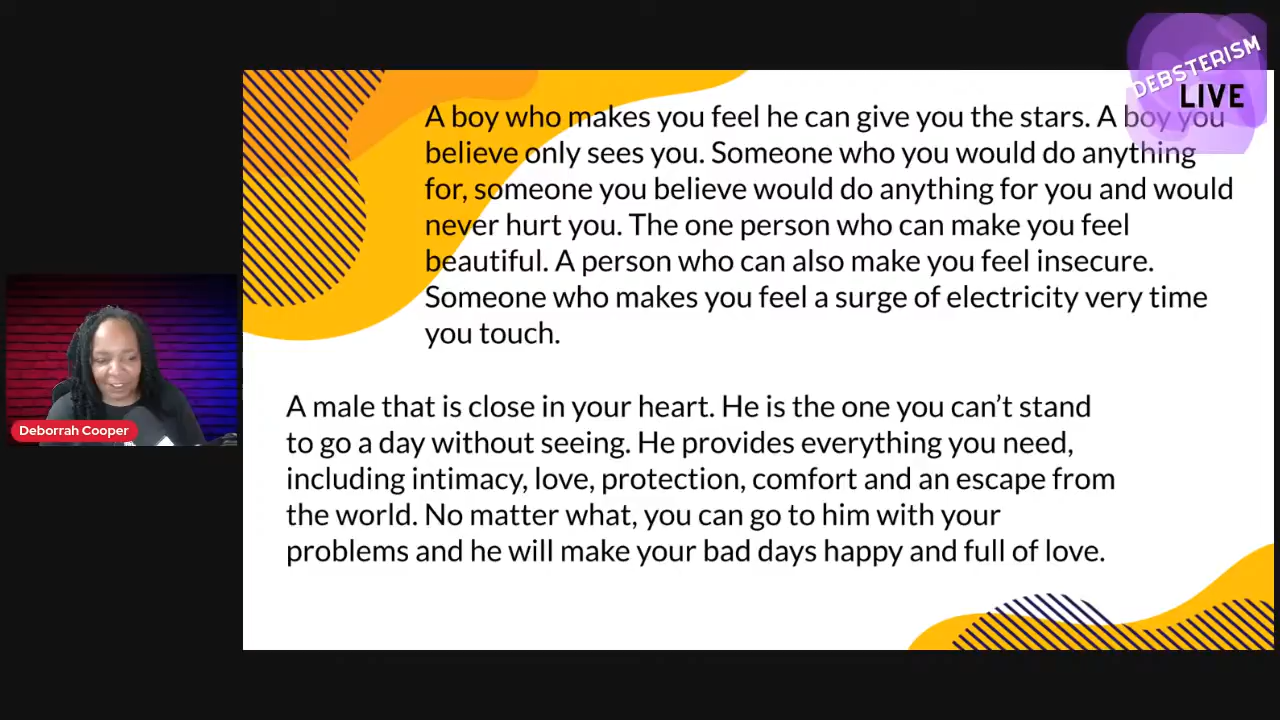 DEBSTERISM
LIVE
A boy who makes you feel he can give you the stars. A boy you
believe only sees you. Someone who you would do anything
for, someone you believe would do anything for you and would
never hurt you. The one person who can make you feel
beautiful. A person who can also make you feel insecure.
Someone who makes you feel a surge of electricity very time
you touch.
A male that is close in your heart. He is the one you can’t stand
to go a day without seeing. He provides everything you need,
including intimacy, love, protection, comfort and an escape from
the world. No matter what, you can go to him with your
problems and he will make your bad days happy and full of love.
Deborrah Cooper